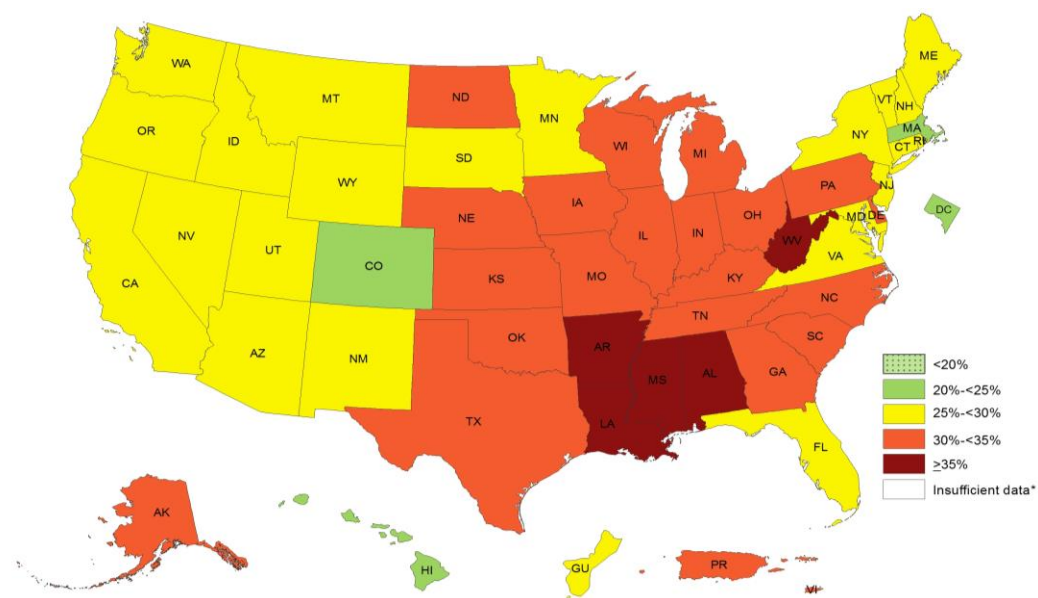 WA
MT
ND
MN
ME
OR
ID
SD
WI
VT
NH
NY
MA
CT
RI
WY
MI
NE
IA
PA
NJ
NV
UT
CO
IL
IN
OH
MD
DE
DC
CA
KS
MO
WV
VA
KY
AZ
NM
OK
TN
NC
AR
SC
MS
AL
GA
TX
LA
FL
<20%
20%-<25%
25%-<30%
30%-<35%
≥35%
Insufficient data*
AK
HI
GU
PR
VI